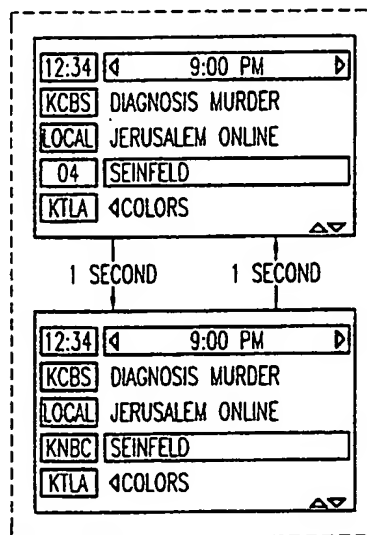 12:34 9:00 PM
KCBS DIAGNOSIS MURDER
LOCAL JERUSALEM ONLINE
04 SEINFELD
KTLA COLORS
1 SECOND 1 SECOND
12:34 9:00 PM
KCBS DIAGNOSIS MURDER
LOCAL JERUSALEM ONLINE
KNBC SEINFELD
KTLA COLORS